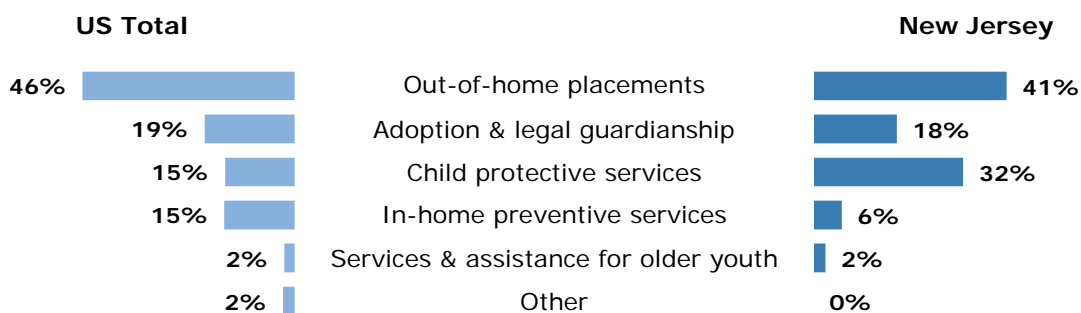 US Total New Jersey
46% Out-of-home placements 41%
19% Adoption & legal guardianship 18%
15% Child protective services 32%
15% In-home preventive services 6%
2% Services & assistance for older youth 2%
2% Other 0%